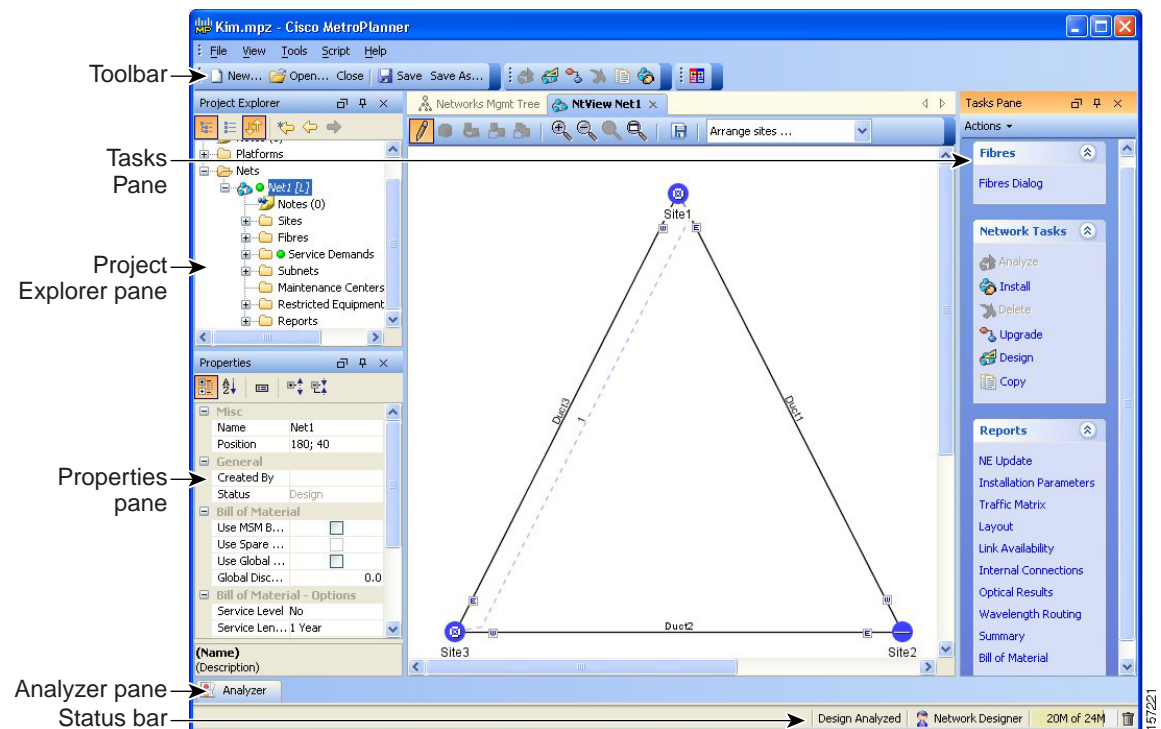 Kim.mpz - Cisco MetroPlanner
File View Tools Script Help
Toolbar
New... Open... Close Save Save As...
Project Explorer
Networks Mgmt Tree
NtView Net1
Tasks Pane
Arrange sites ...
Actions
Tasks
Pane
Platforms
Nets
Net1 [L]
Notes (0)
Sites
Fibres
Service Demands
Subnets
Maintenance Centers
Restricted Equipment
Reports
Project
Explorer pane
Fibres
Fibres Dialog
Network Tasks
Analyze
Install
Delete
Upgrade
Design
Copy
Reports
NE Update
Installation Parameters
Traffic Matrix
Layout
Link Availability
Internal Connections
Optical Results
Wavelength Routing
Summary
Bill of Material
Site1
W
E
Duct3
1
Duct1
E
W
Duct2
W
E
Site3
Site2
Properties
Misc
Name Net1
Position 180; 40
General
Created By
Status Design
Bill of Material
Use MSM B...
Use Spare ...
Use Global ...
Global Disc... 0.0
Bill of Material - Options
Service Level No
Service Len... 1 Year
(Name)
(Description)
Properties
pane
Analyzer pane
Analyzer
Status bar
Design Analyzed
Network Designer
20M of 24M
157221